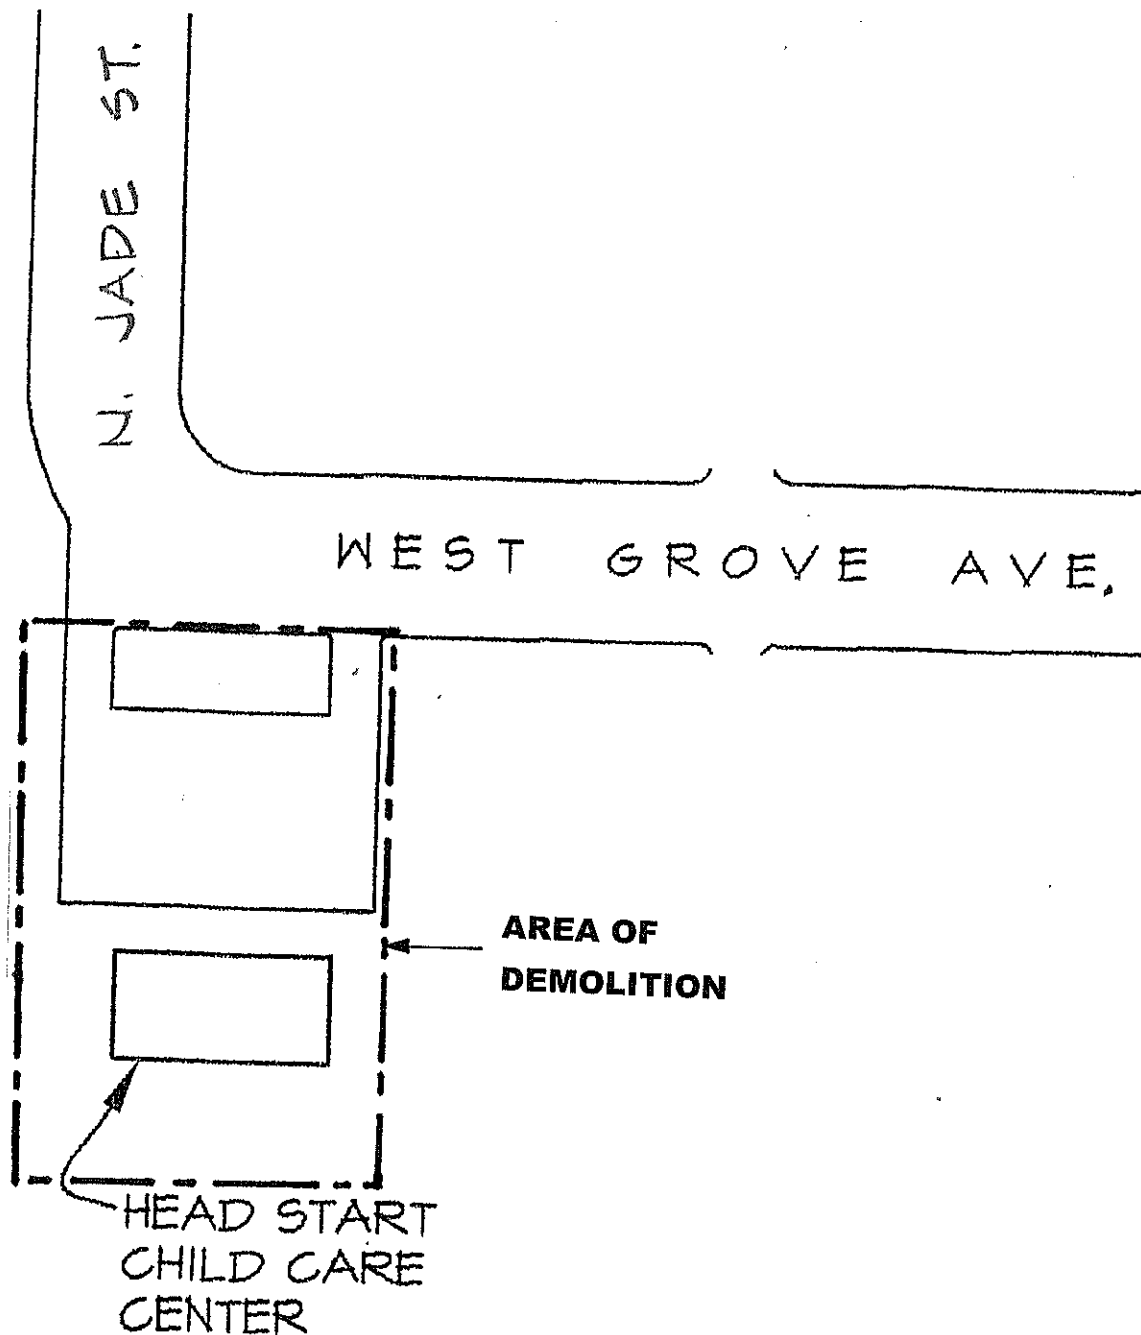 N. JADE ST.
WEST GROVE AVE.
AREA OF
DEMOLITION
HEAD START
CHILD CARE
CENTER